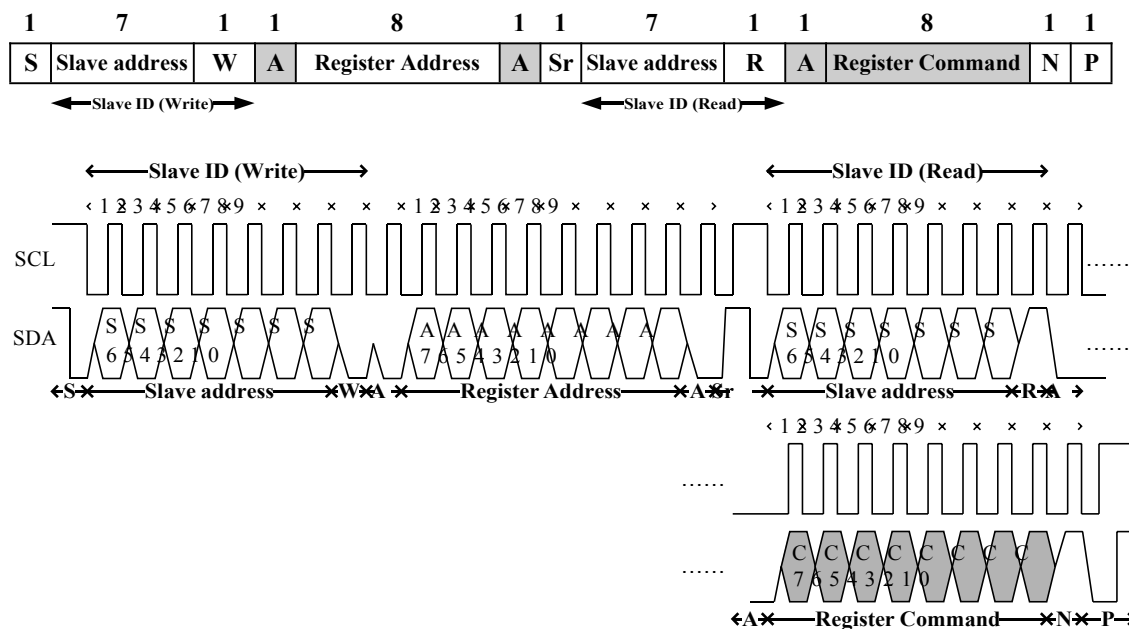 1 7 1 1 8 1 1 7 1 1 8 1 1
S Slave address W A Register Address A Sr Slave address R A Register Command N P
Slave ID (Write) Slave ID (Read)
Slave ID (Write) Slave ID (Read)
1 2 3 4 5 6 7 8 9 1 2 3 4 5 6 7 8 9 1 2 3 4 5 6 7 8 9
SCL ......
SDA S S S S S S S A A A A A A A A S S S S S S S
6 5 4 3 2 1 0 7 6 5 4 3 2 1 0 6 5 4 3 2 1 0 ......
S Slave address W A Register Address A Sr Slave address R A
1 2 3 4 5 6 7 8 9
......
C C C C C C C C
...... 7 6 5 4 3 2 1 0
A Register Command N P